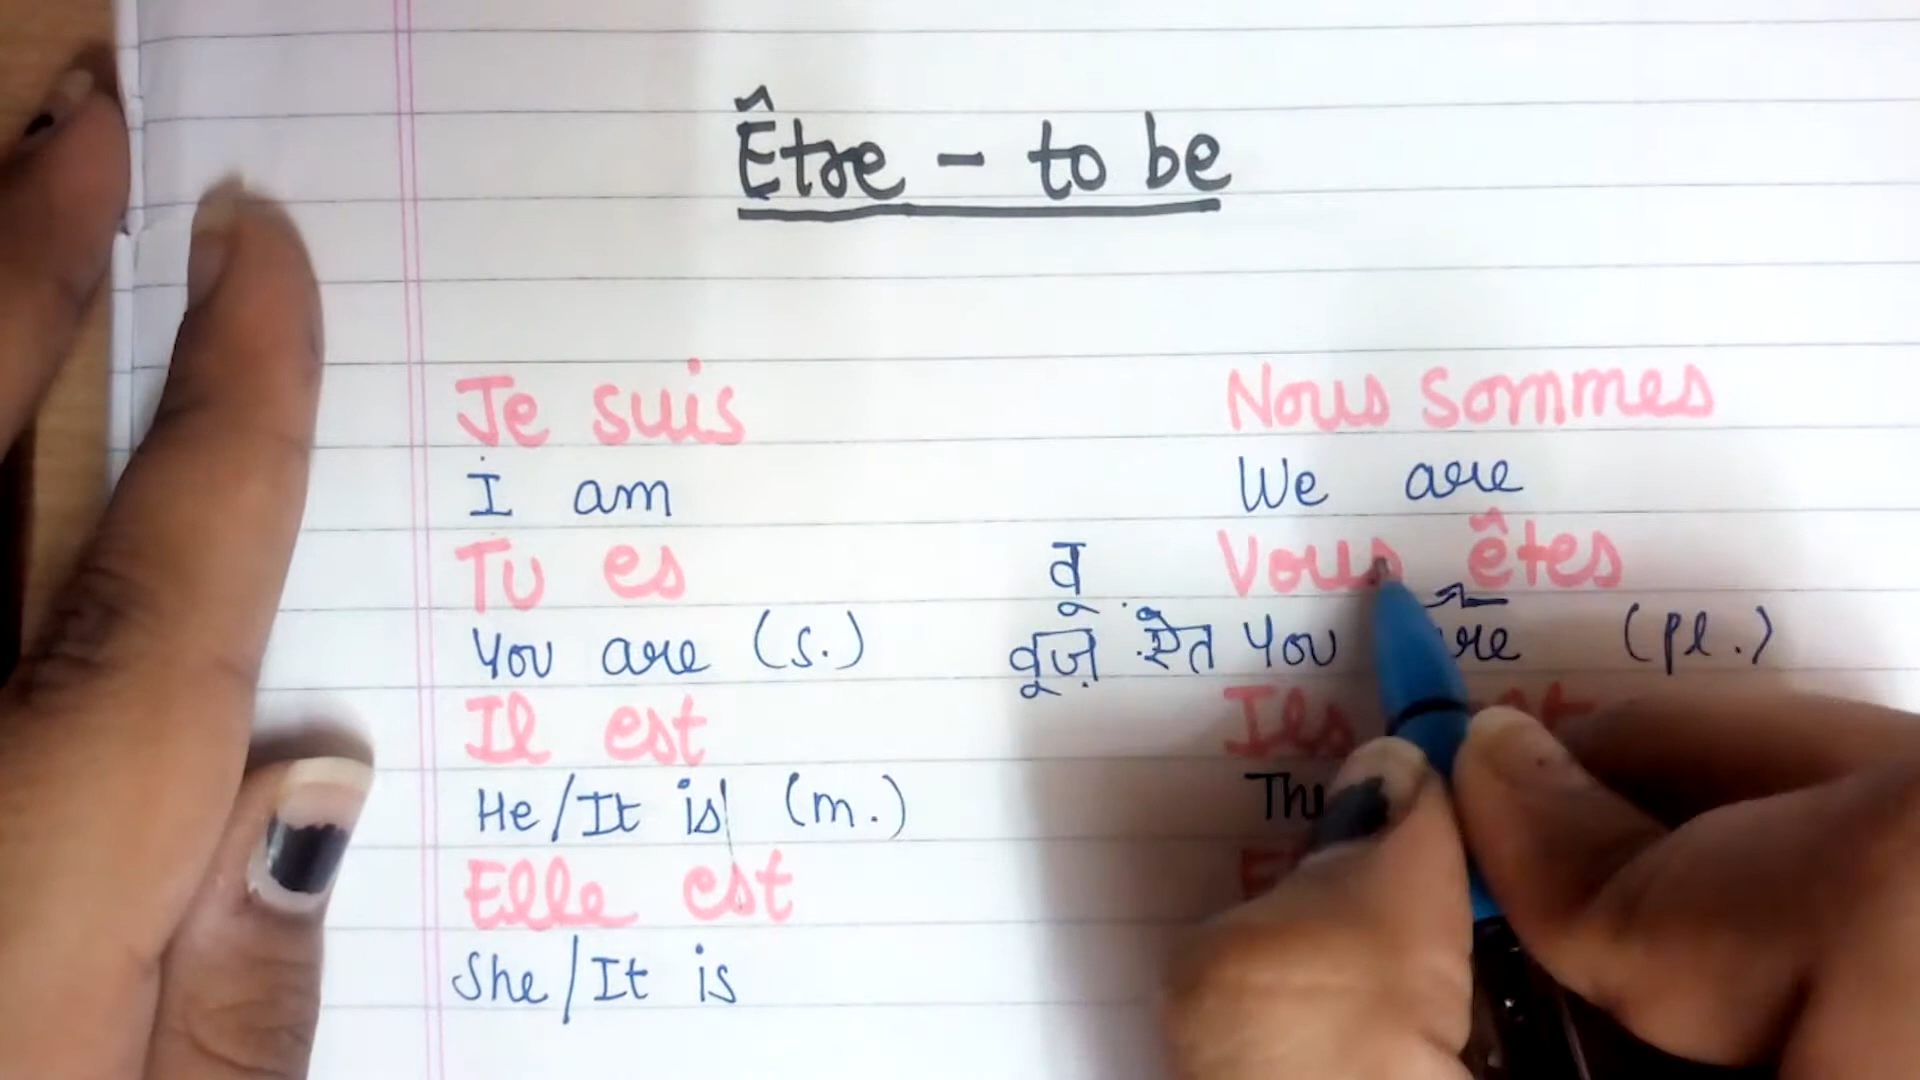 Être - to be
Je suis
I am
Tu es
You are (s.)
Il est
He/It is (m.)
Elle est
She/It is
Nous sommes
We are
वू Vous êtes
वूज़ ऐत You are (pl.)
Ils